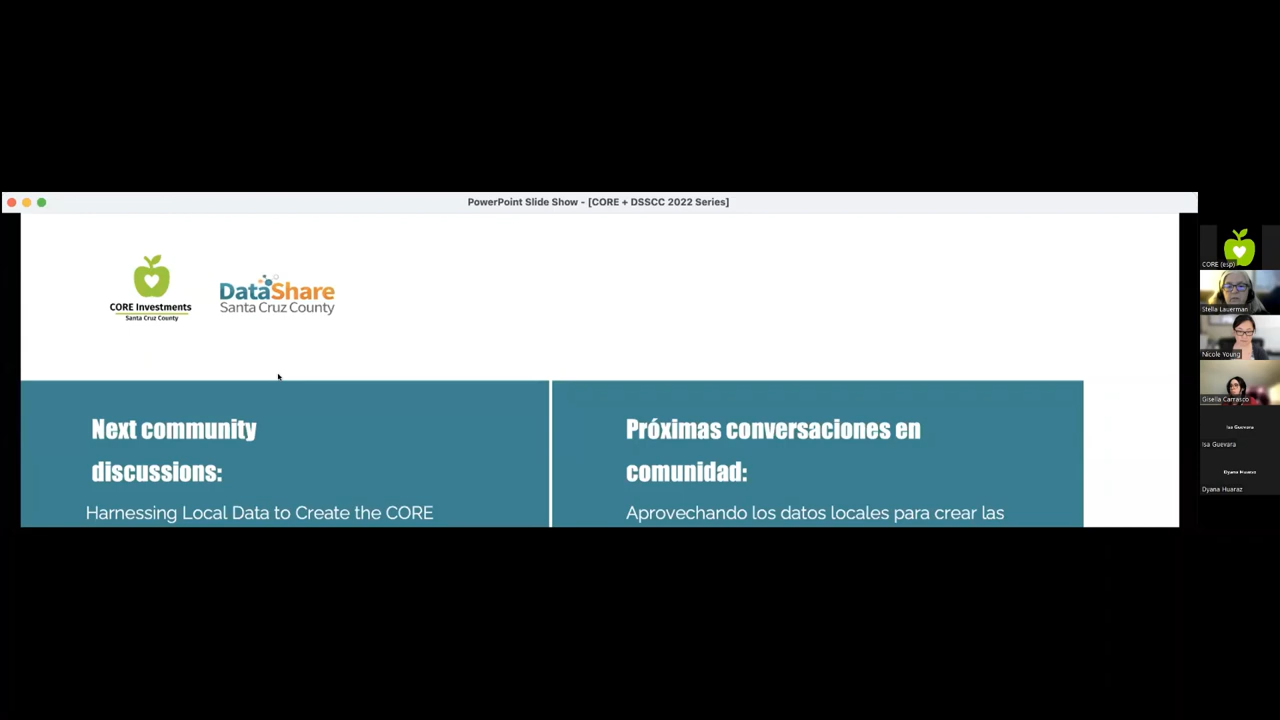 PowerPoint Slide Show - [CORE + DSSCC 2022 Series]
CORE Investments
Santa Cruz County
DataShare
Santa Cruz County
Next community
discussions:
Harnessing Local Data to Create the CORE
Próximas conversaciones en
comunidad:
Aprovechando los datos locales para crear las
CORE (esp)
Stella Lauerman
Nicole Young
Gisella Carrasco
Isa Guevara
Isa Guevara
Dyana Huaraz
Dyana Huaraz